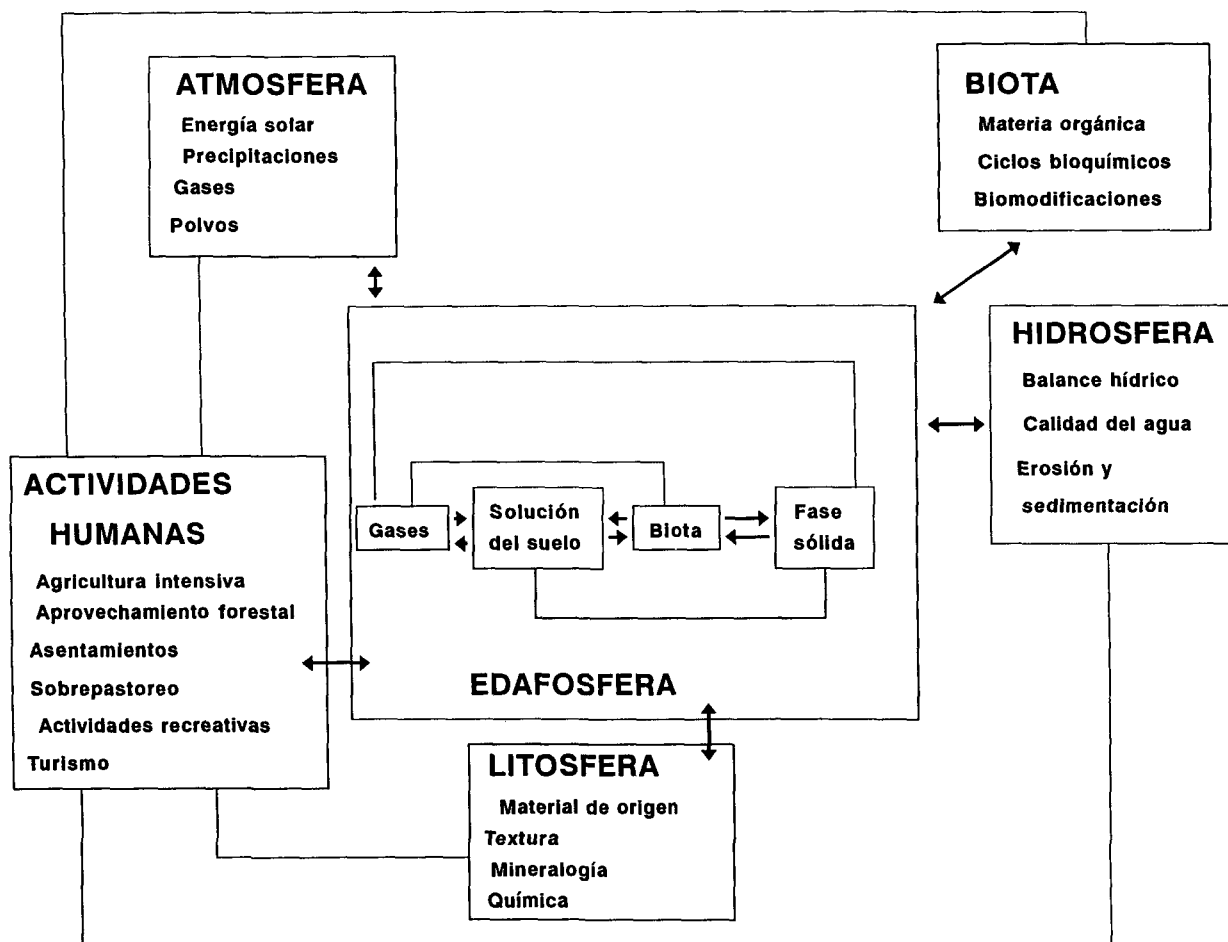 ATMOSFERA
Energía solar
Precipitaciones
Gases
Polvos
BIOTA
Materia orgánica
Ciclos bioquímicos
Biomodificaciones
HIDROSFERA
Balance hídrico
Calidad del agua
Erosión y
sedimentación
ACTIVIDADES
HUMANAS
Agricultura intensiva
Aprovechamiento forestal
Asentamientos
Sobrepastoreo
Actividades recreativas
Turismo
Gases
Solución
del suelo
Biota
Fase
sólida
EDAFOSFERA
LITOSFERA
Material de origen
Textura
Mineralogía
Química